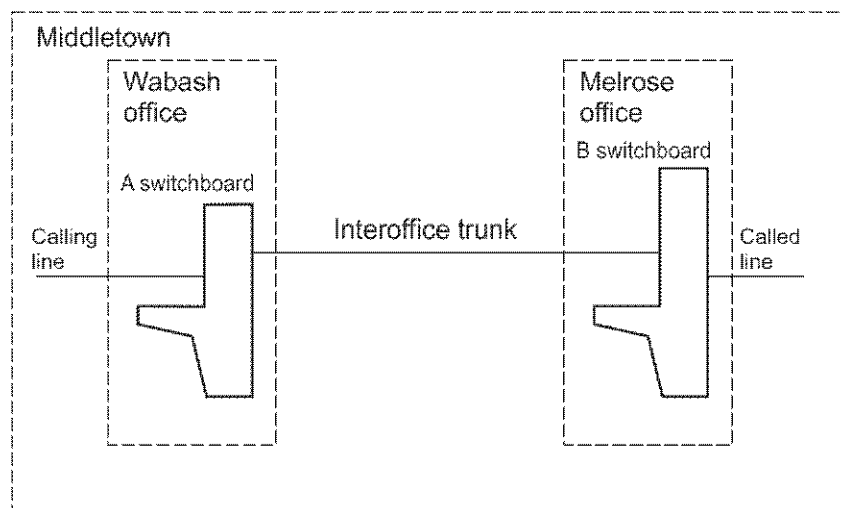 Middletown
Wabash
office
Melrose
office
B switchboard
A switchboard
Interoffice trunk
Calling
line
Called
line